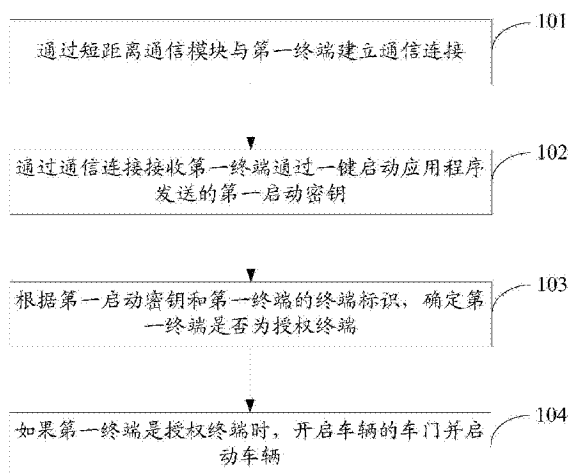 101
通过短距离通信模块与第一终端建立通信连接
102
通过通信连接接收第一终端通过一键启动应用程序
发送的第一启动密钥
103
根据第一启动密钥和第一终端的终端标识，确定第
一终端是否为授权终端
104
如果第一终端是授权终端时，开启车辆的车门并启
动车辆